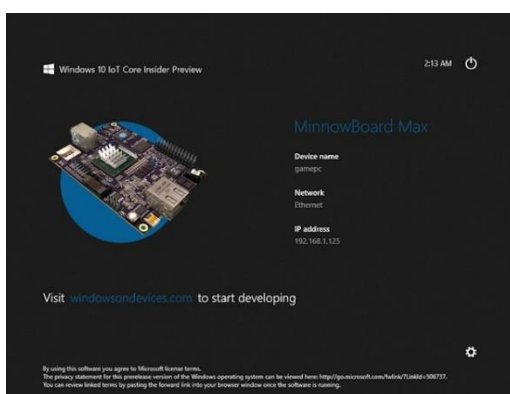 Windows 10 IoT Core Insider Preview
2:13 AM
MinnowBoard Max
Device name
gamepc
Network
Ethernet
IP address
192.168.1.125
Visit windowsondevices.com to start developing
By using this software you agree to Microsoft license terms.
The privacy statement for this prerelease version of the Windows operating system can be viewed here: http://go.microsoft.com/fwlink/?LinkId=506737.
You can review linked terms by pasting the forward link into your browser window once the software is running.